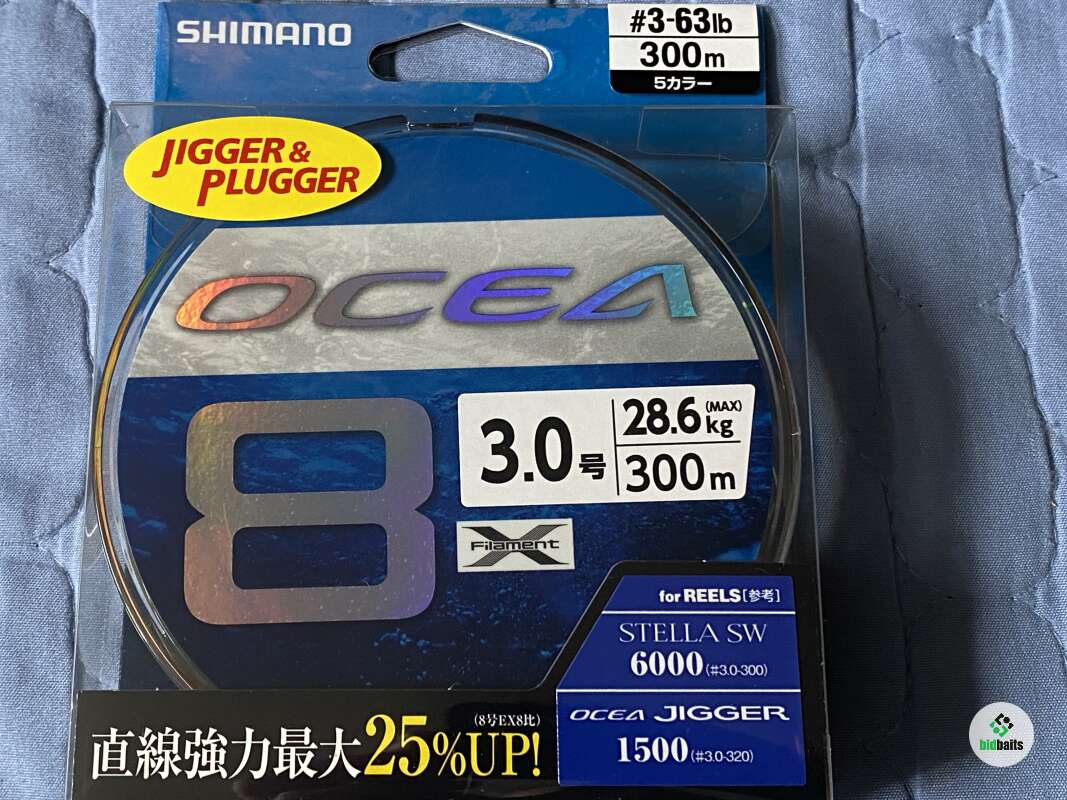 SHIMANO
#3-63lb
300m
5カラー
JIGGER &
PLUGGER
OCEA
8
3.0号
28.6kg (MAX)
300m
X Filament
for REELS[参考]
STELLA SW
6000(#3.0-300)
OCEA JIGGER
1500(#3.0-320)
(8号EX8比)
直線強力最大25%UP!
bidbaits